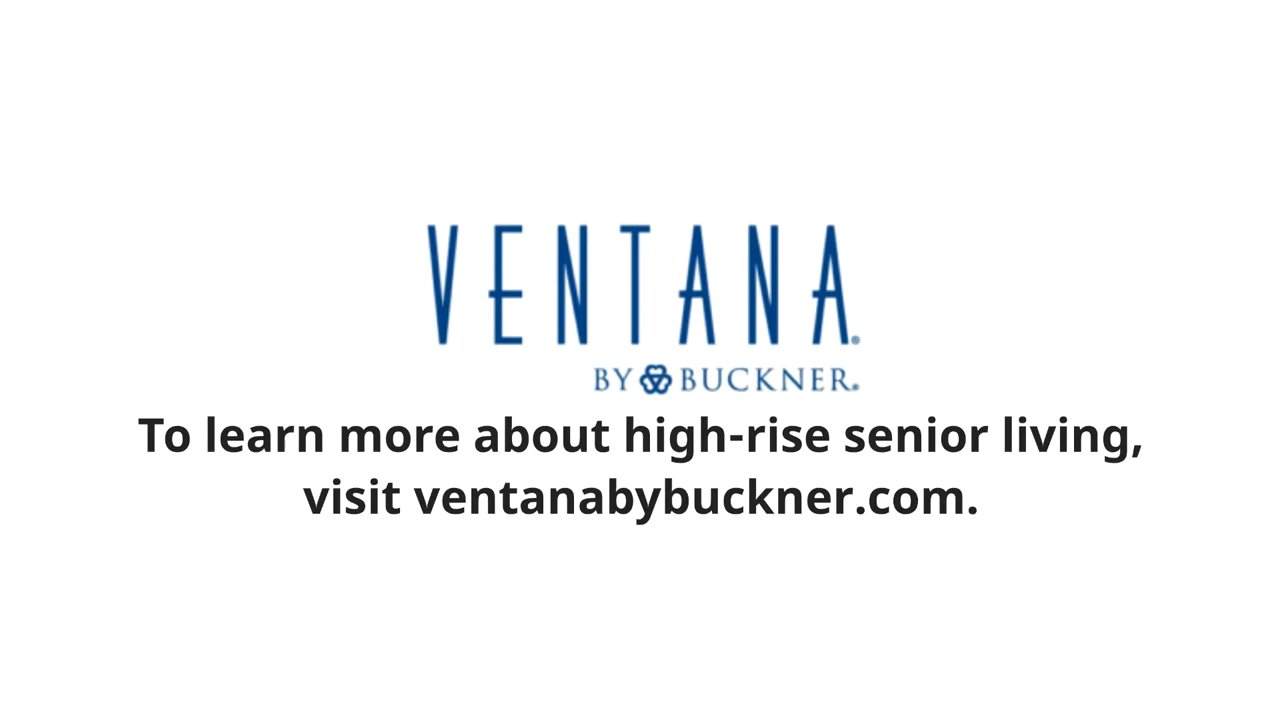 VENTANA®
BY BUCKNER®
To learn more about high-rise senior living,
visit ventanabybuckner.com.